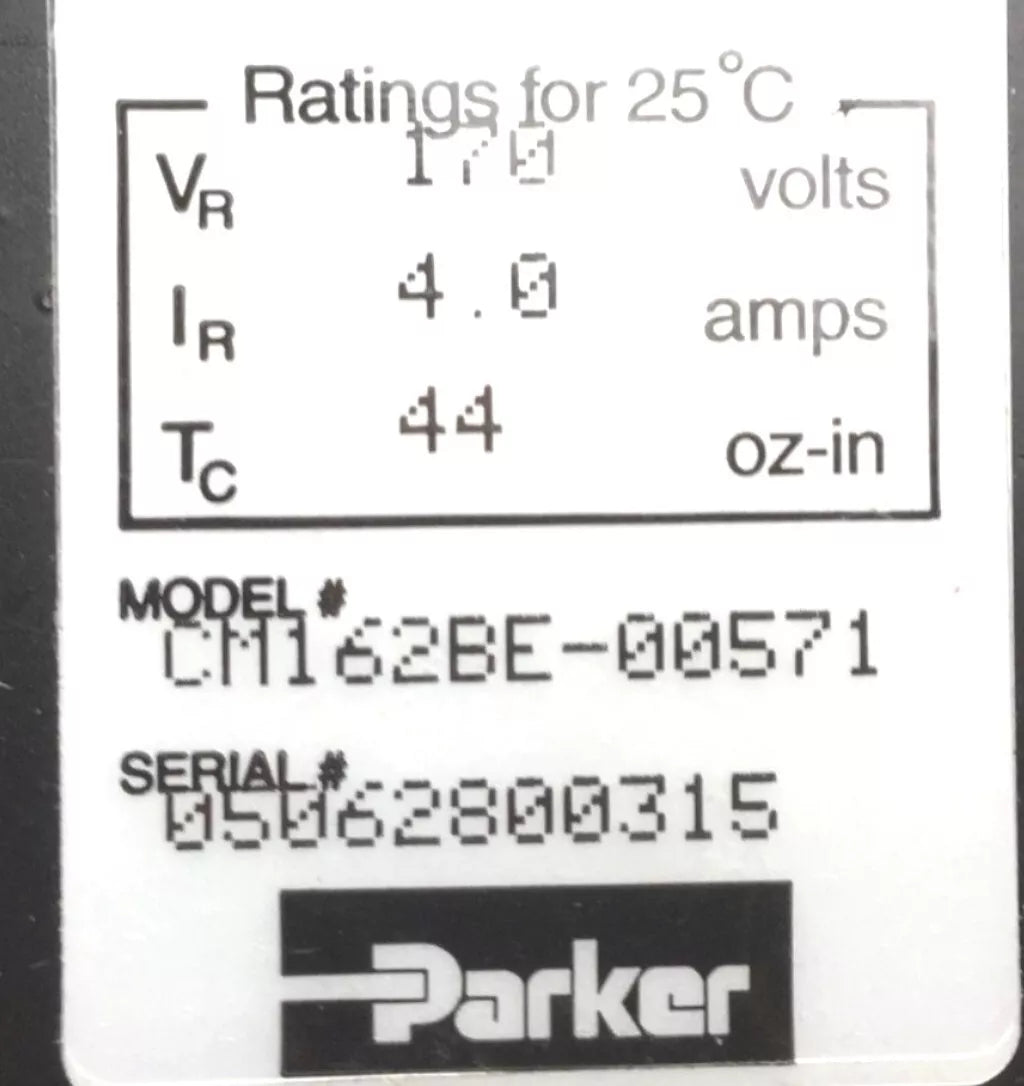 Ratings for 25°C
VR 170 volts
IR 4.0 amps
TC 44 oz-in
MODEL #
CM162BE-00571
SERIAL #
05062800315
Parker